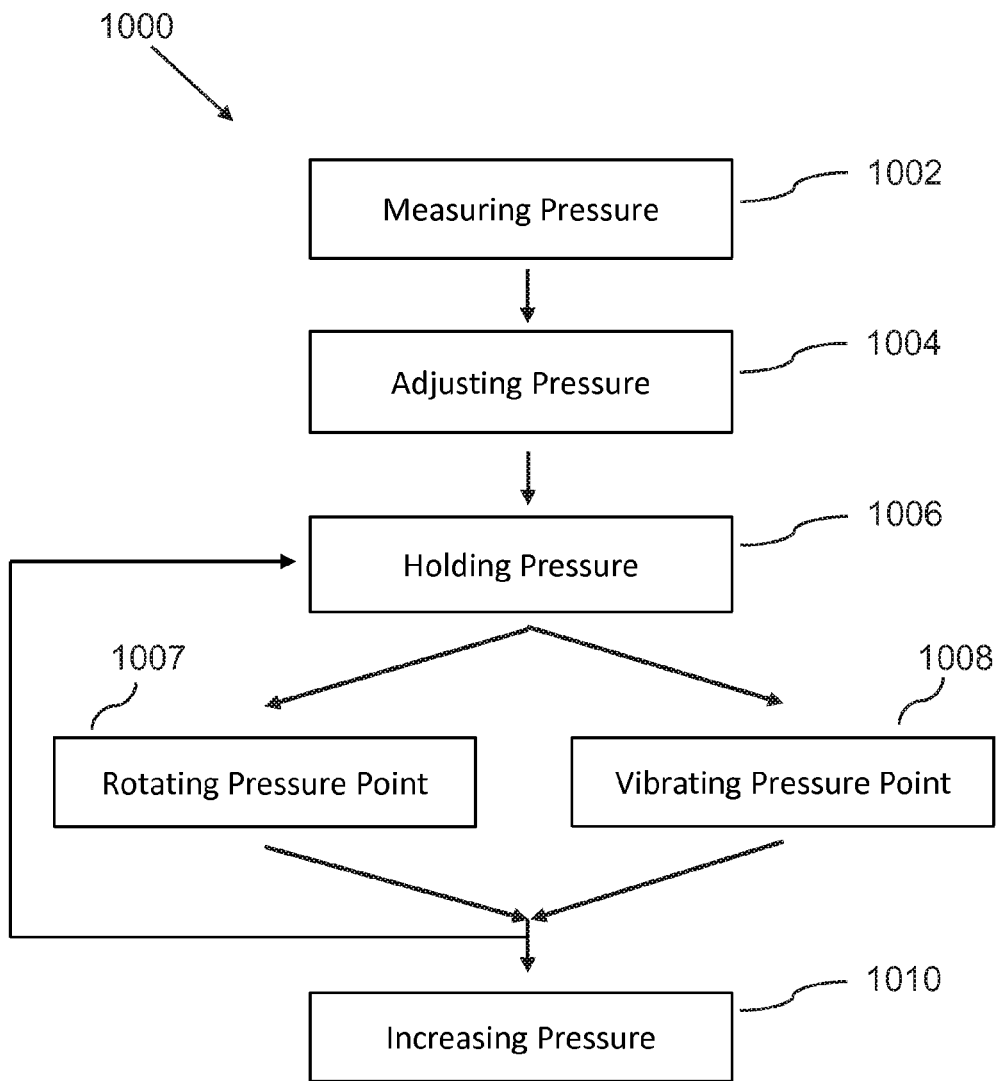 1000
Measuring Pressure
1002
Adjusting Pressure
1004
Holding Pressure
1006
1007
1008
Rotating Pressure Point
Vibrating Pressure Point
Increasing Pressure
1010